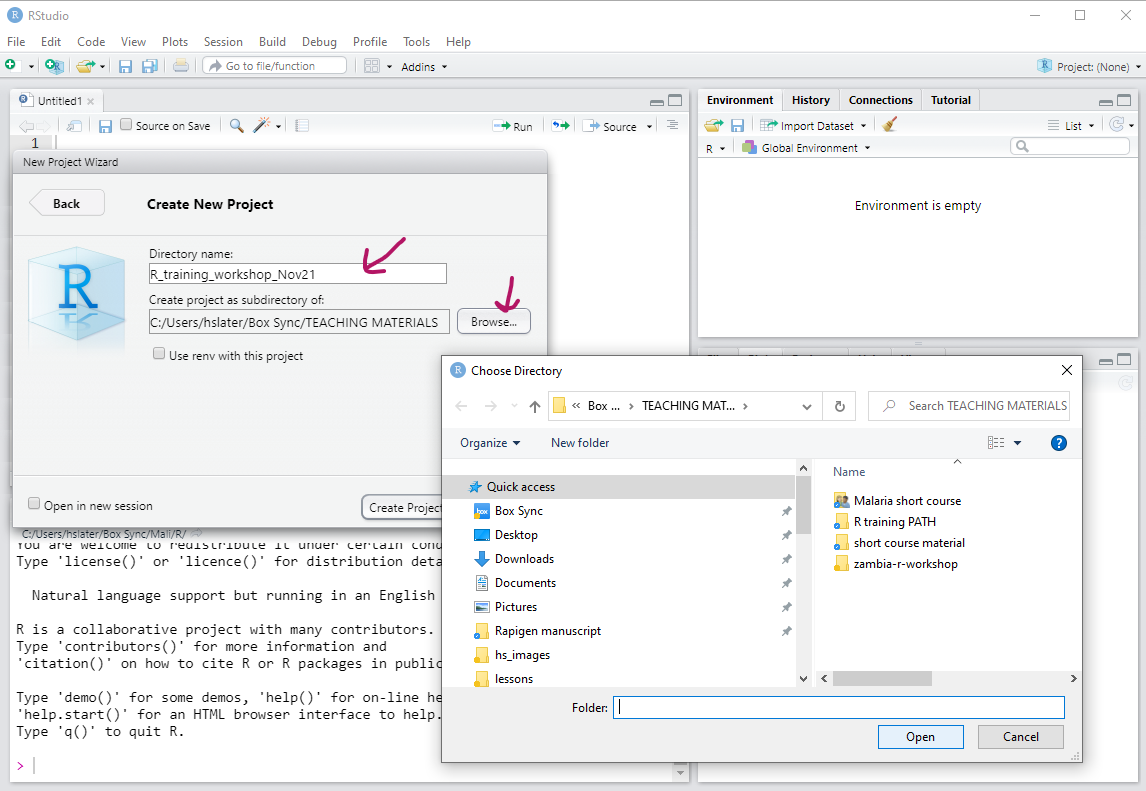 RStudio
File Edit Code View Plots Session Build Debug Profile Tools Help
Go to file/function Addins Project: (None)
Untitled1
Source on Save Run Source
1
Environment History Connections Tutorial
Import Dataset List
R Global Environment
Environment is empty
New Project Wizard
Back Create New Project
R
Directory name:
R_training_workshop_Nov21
Create project as subdirectory of:
C:/Users/hslater/Box Sync/TEACHING MATERIALS Browse...
Use renv with this project
Open in new session Create Project
C:/Users/hslater/Box Sync/Mali/R/
You are welcome to redistribute it under certain cond
Type 'license()' or 'licence()' for distribution deta
Natural language support but running in an English
R is a collaborative project with many contributors.
Type 'contributors()' for more information and
'citation()' on how to cite R or R packages in public
Type 'demo()' for some demos, 'help()' for on-line he
'help.start()' for an HTML browser interface to help.
Type 'q()' to quit R.
>
Choose Directory
« Box ... › TEACHING MAT... › Search TEACHING MATERIALS
Organize New folder
Quick access
Box Sync
Desktop
Downloads
Documents
Pictures
Rapigen manuscript
hs_images
lessons
Name
Malaria short course
R training PATH
short course material
zambia-r-workshop
Folder:
Open Cancel